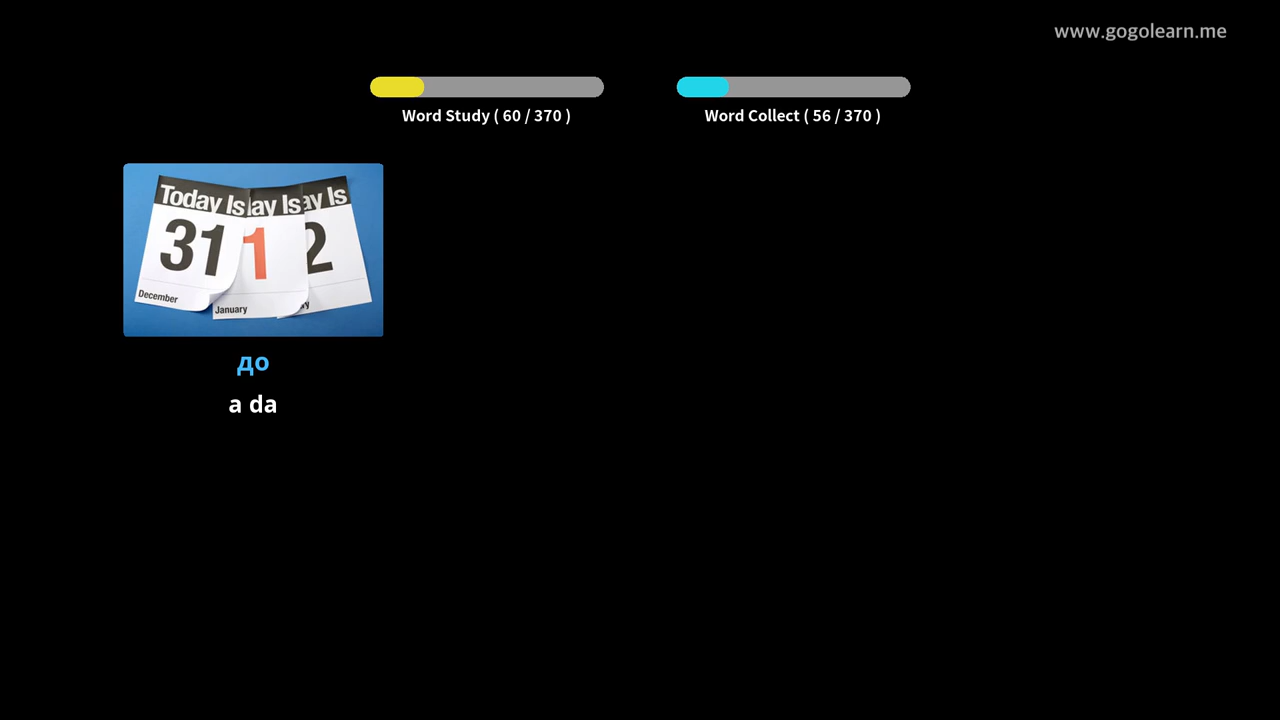 www.gogolearn.me
Word Study ( 60 / 370 )
Word Collect ( 56 / 370 )
Today Is
ay Is
ay Is
31
1
2
December
January
ry
до
a da